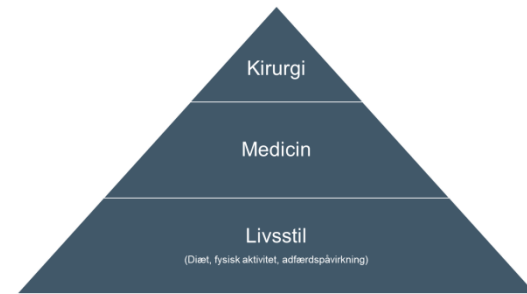 Kirurgi
Medicin
Livsstil
(Diæt, fysisk aktivitet, adfærdspåvirkning)